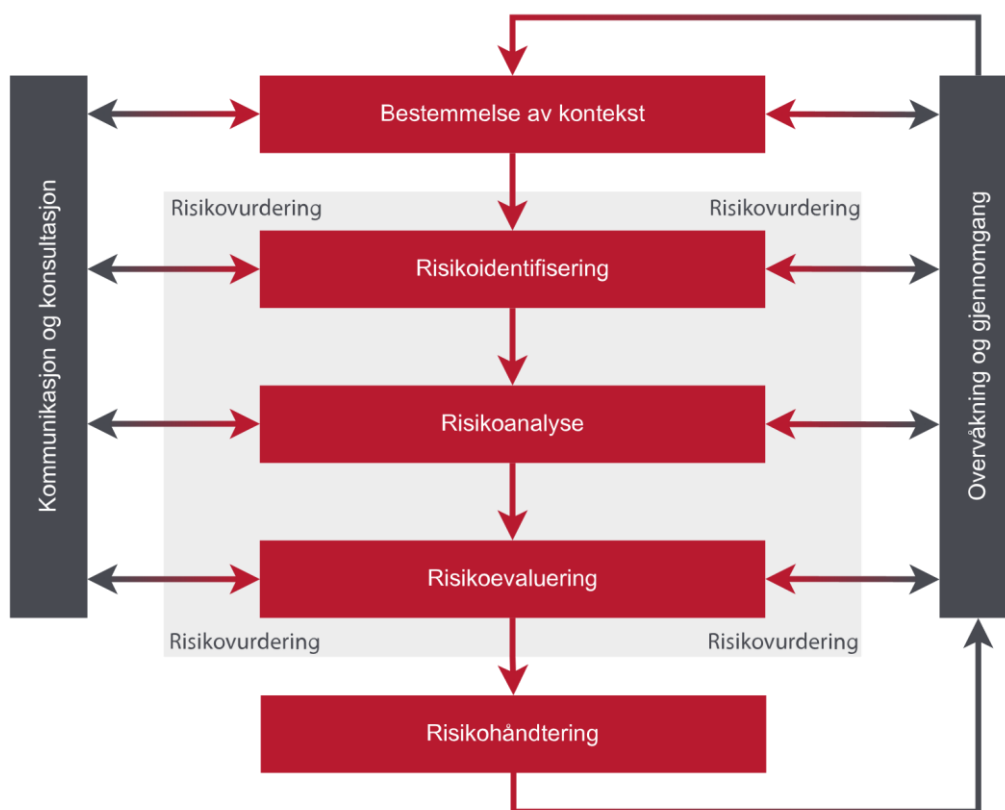 Bestemmelse av kontekst
Kommunikasjon og konsultasjon
Overvåkning og gjennomgang
Risikovurdering
Risikovurdering
Risikoidentifisering
Risikoanalyse
Risikoevaluering
Risikovurdering
Risikovurdering
Risikohåndtering